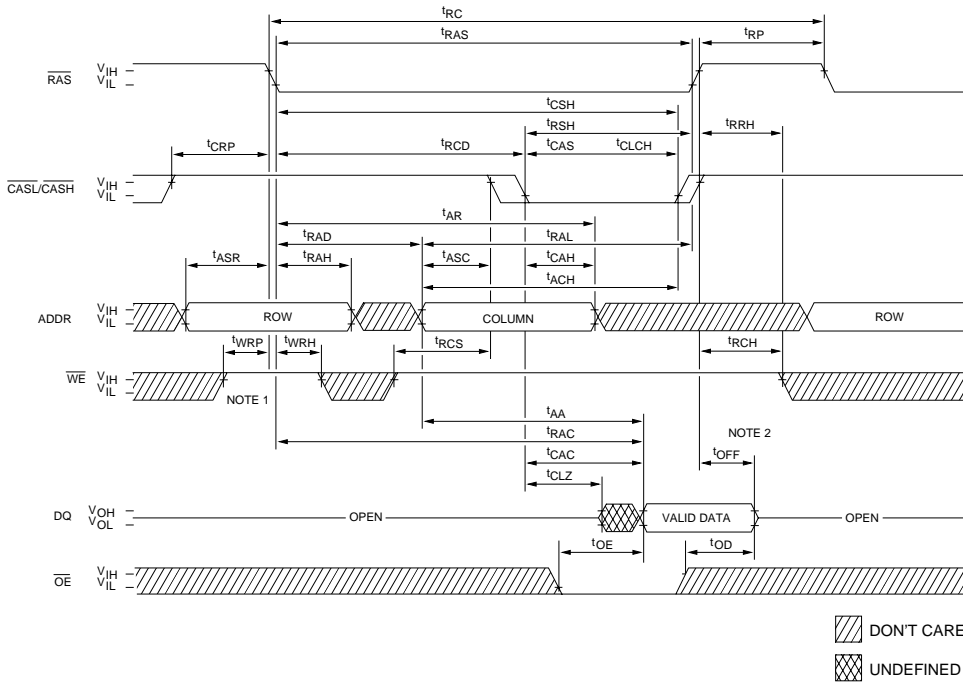 tRC
tRAS
tRP
RAS
VIH
VIL
tCSH
tRSH
tRRH
tCRP
tRCD
tCAS
tCLCH
CASL/CASH
VIH
VIL
tAR
tRAD
tRAL
tASR
tRAH
tASC
tCAH
tACH
ADDR
VIH
VIL
ROW
COLUMN
ROW
tWRP
tWRH
tRCS
tRCH
WE
VIH
VIL
NOTE 1
tAA
tRAC
NOTE 2
tCAC
tOFF
tCLZ
DQ
VOH
VOL
OPEN
VALID DATA
OPEN
tOE
tOD
OE
VIH
VIL
DON'T CARE
UNDEFINED